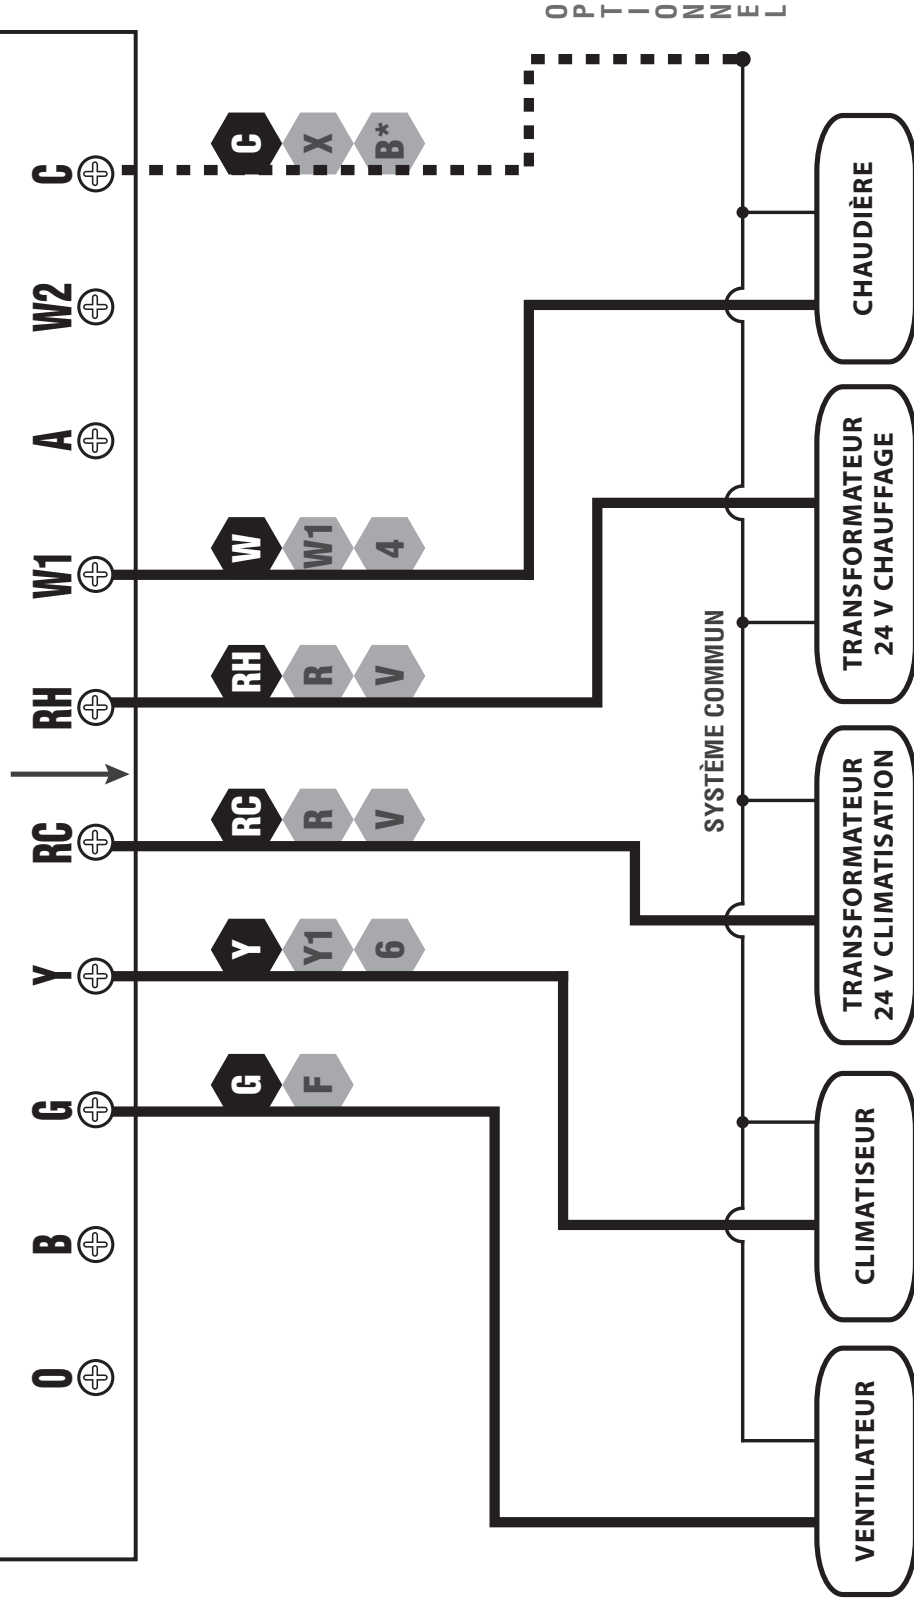 O B G Y RC RH W1 A W2 C
G Y RC RH W C
F Y1 R R W1 X
6 V V 4 B*
OPTIONNEL
SYSTÈME COMMUN
VENTILATEUR
CLIMATISEUR
TRANSFORMATEUR
24 V CLIMATISATION
TRANSFORMATEUR
24 V CHAUFFAGE
CHAUDIÈRE